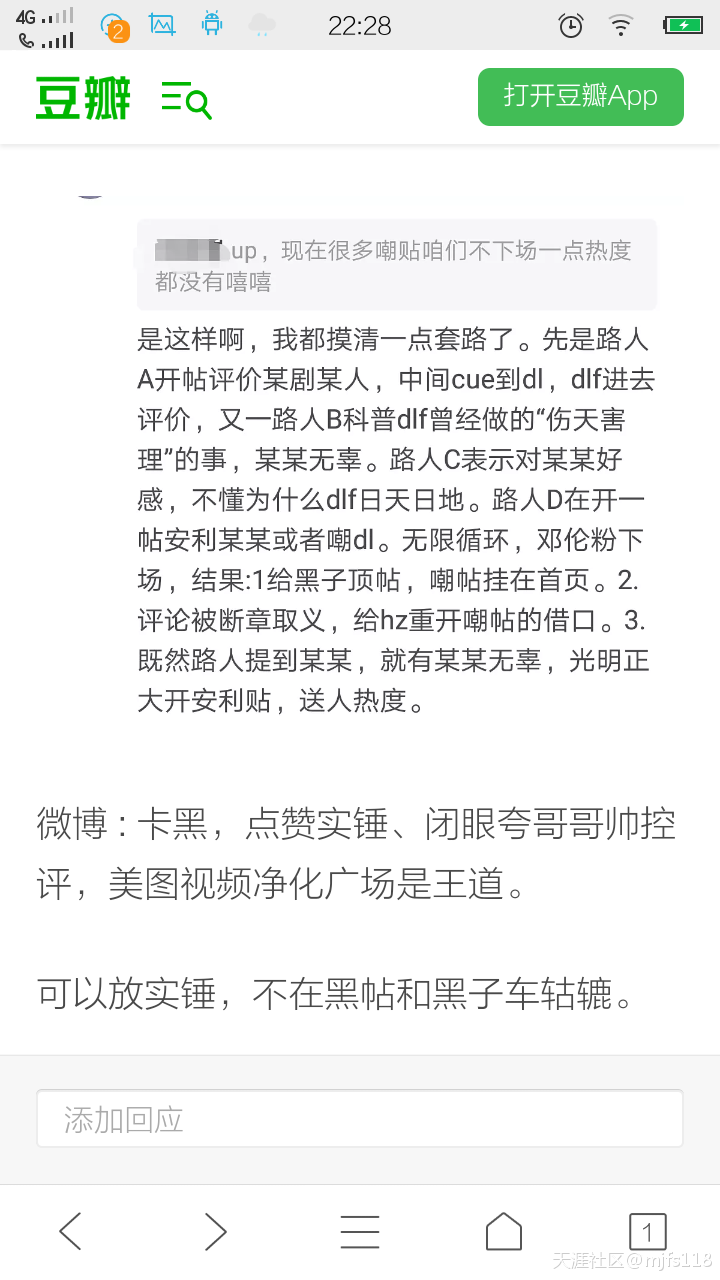 4G 2 22:28
豆瓣 打开豆瓣App
up，现在很多嘲贴咱们不下场一点热度
都没有嘻嘻
是这样啊，我都摸清一点套路了。先是路人
A开帖评价某剧某人，中间cue到dl，dlf进去
评价，又一路人B科普dlf曾经做的“伤天害
理”的事，某某无辜。路人C表示对某某好
感，不懂为什么dlf日天日地。路人D在开一
帖安利某某或者嘲dl。无限循环，邓伦粉下
场，结果:1给黑子顶帖，嘲帖挂在首页。2.
评论被断章取义，给hz重开嘲帖的借口。3.
既然路人提到某某，就有某某无辜，光明正
大开安利贴，送人热度。
微博：卡黑，点赞实锤、闭眼夸哥哥帅控
评，美图视频净化广场是王道。
可以放实锤，不在黑帖和黑子车轱辘。
添加回应
1
天涯社区@mjfs118